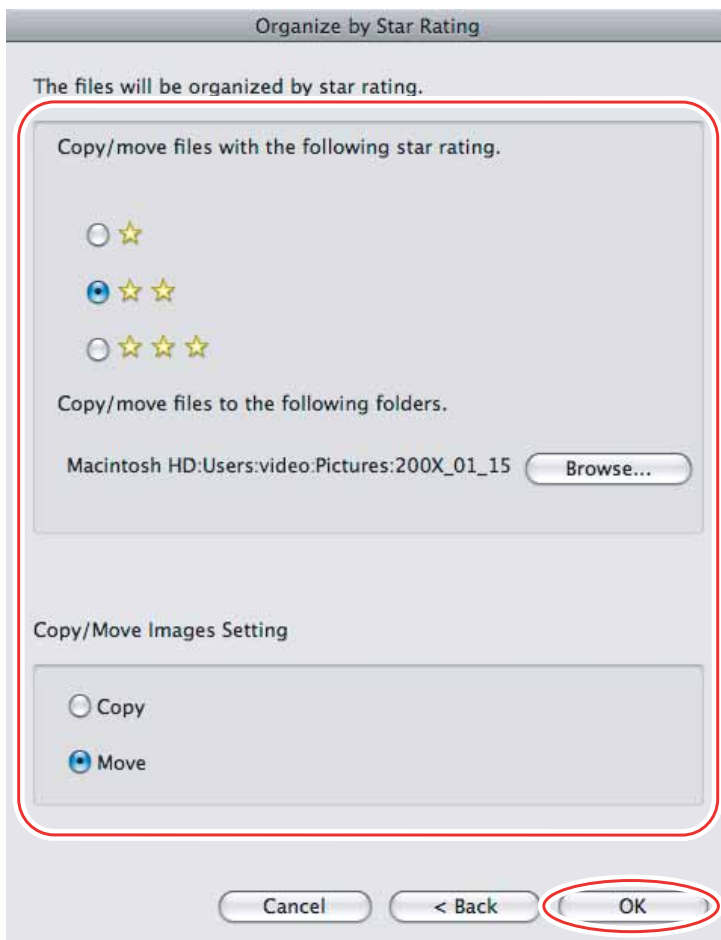 Organize by Star Rating
The files will be organized by star rating.
Copy/move files with the following star rating.
Copy/move files to the following folders.
Macintosh HD:Users:video:Pictures:200X_01_15 Browse...
Copy/Move Images Setting
Copy
Move
Cancel < Back OK